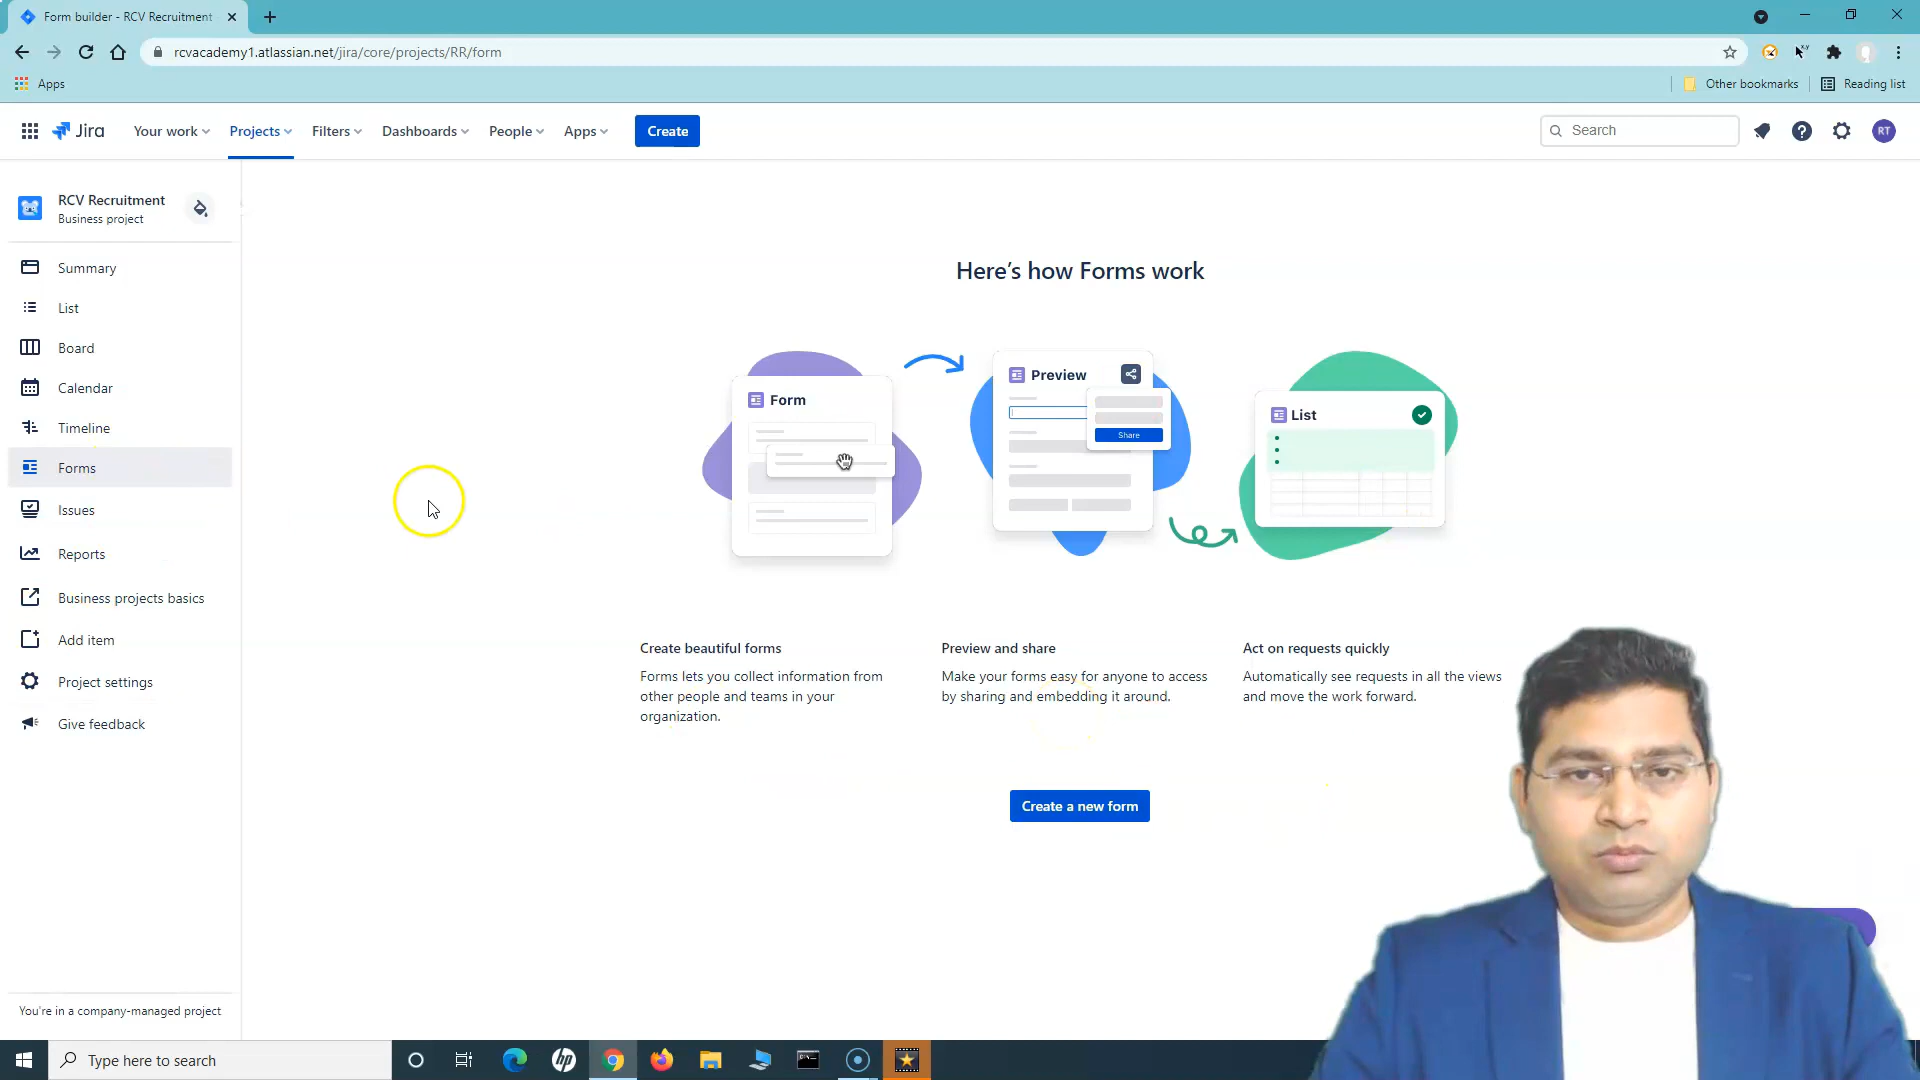 Form builder - RCV Recruitment
rcvacademy1.atlassian.net/jira/core/projects/RR/form
Apps
Other bookmarks
Reading list
Jira
Your work
Projects
Filters
Dashboards
People
Apps
Create
Search
RT
RCV Recruitment
Business project
Summary
List
Board
Calendar
Timeline
Forms
Issues
Reports
Business projects basics
Add item
Project settings
Give feedback
You're in a company-managed project
Here's how Forms work
Form
Preview
Share
List
Create beautiful forms
Forms lets you collect information from
other people and teams in your
organization.
Preview and share
Make your forms easy for anyone to access
by sharing and embedding it around.
Act on requests quickly
Automatically see requests in all the views
and move the work forward.
Create a new form
Type here to search